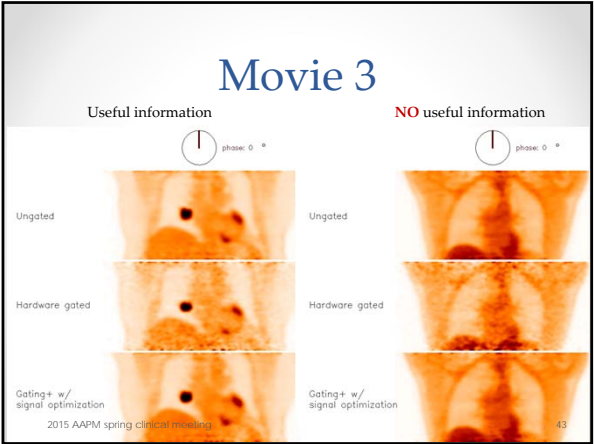 Movie 3
Useful information
NO useful information
phase: 0 °
phase: 0 °
Ungated
Ungated
Hardware gated
Hardware gated
Gating+ w/
signal optimization
Gating+ w/
signal optimization
2015 AAPM spring clinical meeting
43